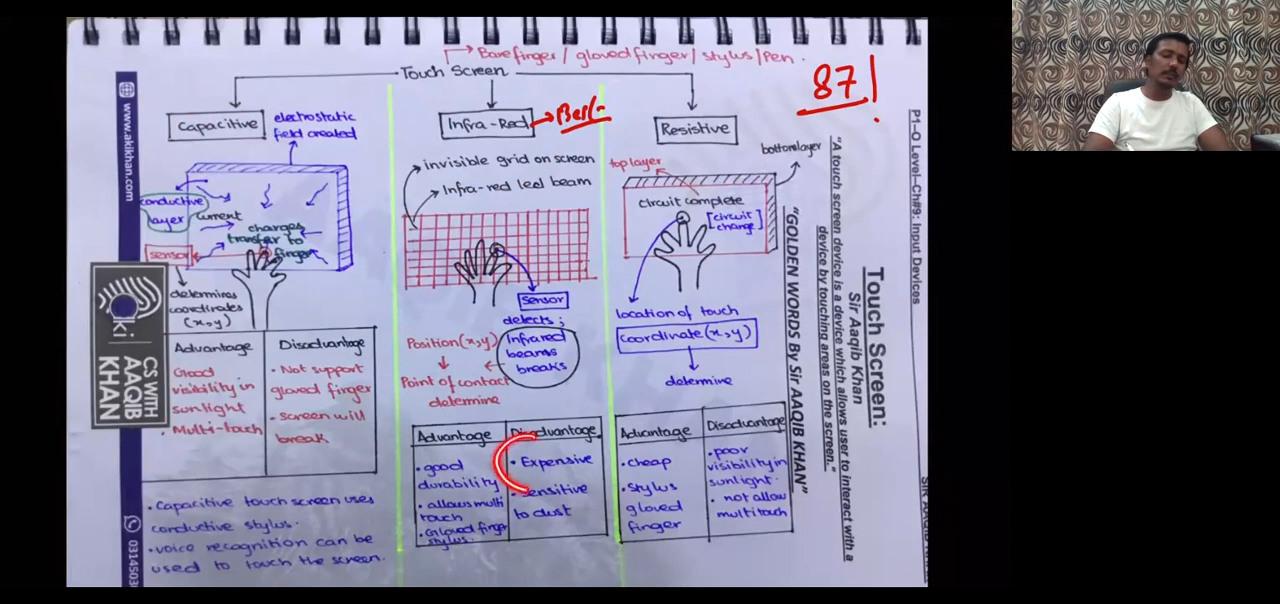 Bare finger / gloved finger / stylus / Pen.
Touch Screen
87
Capacitive
electrostatic
field created
conductive
layer
current
charges
transfer to
finger
sensor
determines
coordinates
(x,y)
Advantage
Good
visibility in
sunlight
• Multi-touch
Disadvantage
• Not support
gloved finger
- screen will
break
• Capacitive touch screen uses
conductive stylus.
• voice recognition can be
used to touch the screen.
Infra-Red
invisible grid on screen
Infra-red led beam
Sensor
detects;
Infrared
beams
breaks
Position(x,y)
Point of contact
determine
Advantage
• good
durability
• allows multi
touch
• Gloved finger
stylus.
Disadvantage
• Expensive
• Sensitive
to dust
Resistive
top layer
bottom layer
circuit complete
[circuit
change]
location of touch
coordinate(x,y)
determine
Advantage
• cheap
• stylus
gloved
finger
Disadvantage
• poor
visibility in
sunlight.
• not allow
multitouch
P1-O Level-Ch#9: Input Devices
Touch Screen:
Sir Aaqib Khan
"A touch screen device is a device which allows user to interact with a
device by touching areas on the screen."
"GOLDEN WORDS By Sir AAQIB KHAN"
www.akikhan.com
aki
CS WITH
AAQIB
KHAN